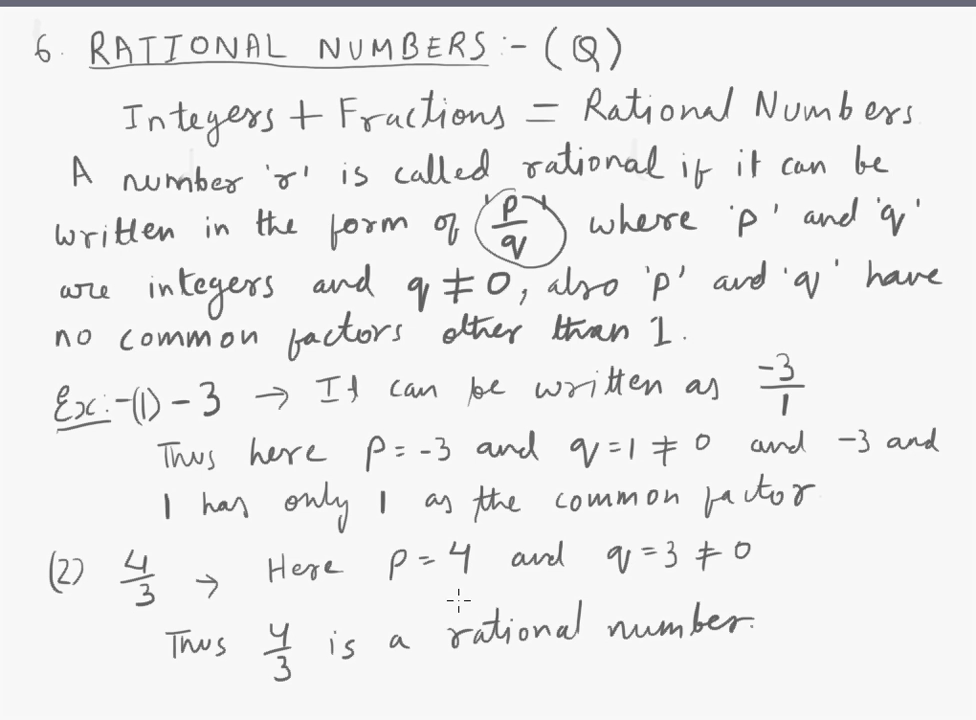 6. RATIONAL NUMBERS :- (Q)
Integers + Fractions = Rational Numbers.
A number 'r' is called rational if it can be
written in the form of p/q where 'p' and 'q'
are integers and q ≠ 0, also 'p' and 'q' have
no common factors other than 1.
Ex:-(1) -3 → It can be written as -3/1
Thus here p = -3 and q = 1 ≠ 0 and -3 and
1 has only 1 as the common factor
(2) 4/3 → Here p = 4 and q = 3 ≠ 0
Thus 4/3 is a rational number.